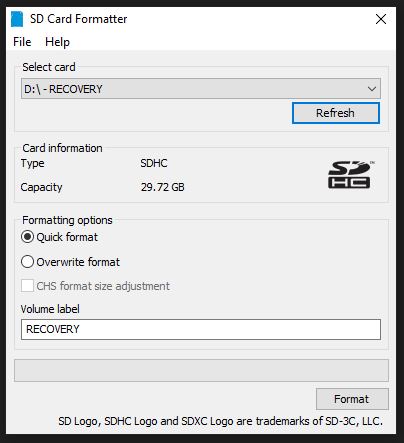 SD Card Formatter
File Help
Select card
D:\ - RECOVERY
Refresh
Card information
Type SDHC
Capacity 29.72 GB
SD
HC
Formatting options
Quick format
Overwrite format
CHS format size adjustment
Volume label
RECOVERY
Format
SD Logo, SDHC Logo and SDXC Logo are trademarks of SD-3C, LLC.